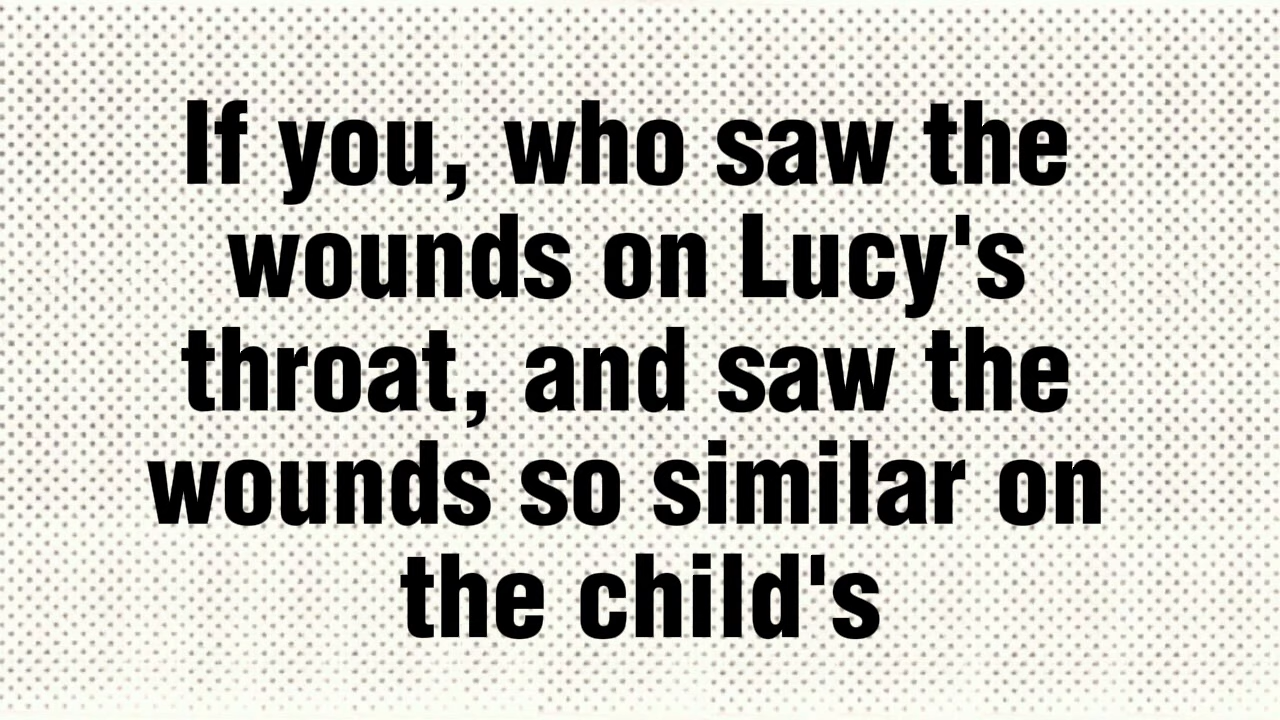 If you, who saw the
wounds on Lucy's
throat, and saw the
wounds so similar on
the child's